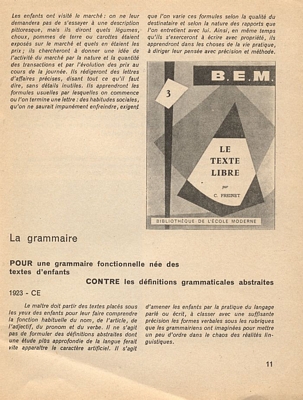 Les enfants ont visité le marché : on ne leur
demandera pas de s'essayer à une description
pittoresque, mais ils diront quels légumes,
choux, pommes de terre ou carottes étaient
exposés sur le marché et quels en étaient les
prix; ils chercheront à donner une idée de
l'activité du marché par la nature et la quantité
des transactions et par l'évolution des prix au
cours de la journée. Ils rédigeront des lettres
d'affaires précises, disant tout ce qu'il faut
dire, sans détails inutiles. Ils apprendront les
formules usuelles par lesquelles on commence
ou l'on termine une lettre : des habitudes sociales,
qu'on ne saurait impunément enfreindre, exigent
que l'on varie ces formules selon la qualité du
destinataire et selon la nature des rapports que
l'on entretient avec lui. Ainsi, en même temps
qu'ils s'exerceront à écrire avec propriété, ils
apprendront dans les choses de la vie pratique,
à diriger leur pensée avec précision et méthode.
B.E.M.
3
LE
TEXTE
LIBRE
par
C. FREINET
BIBLIOTHÈQUE DE L'ÉCOLE MODERNE
La grammaire
POUR une grammaire fonctionnelle née des
textes d'enfants
CONTRE les définitions grammaticales abstraites
1923 - CE
Le maître doit partir des textes placés sous
les yeux des enfants pour leur faire comprendre
la fonction habituelle du nom, de l'article, de
l'adjectif, du pronom et du verbe. Il ne s'agit
pas de formuler des définitions abstraites dont
une étude plus approfondie de la langue ferait
vite apparaître le caractère artificiel. Il s'agit
d'amener les enfants par la pratique du langage
parlé ou écrit, à classer avec une suffisante
précision les formes verbales sous les rubriques
que les grammairiens ont imaginées pour mettre
un peu d'ordre dans le chaos des réalités lin-
guistiques.
11